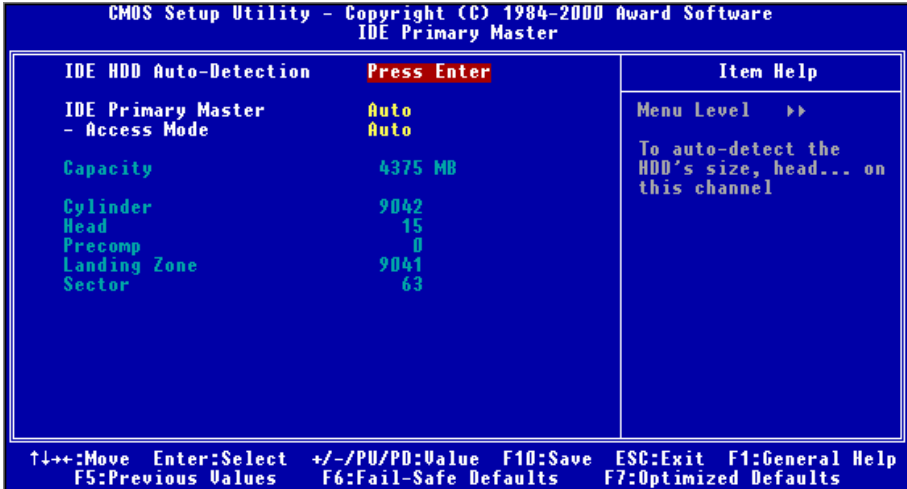 CMOS Setup Utility - Copyright (C) 1984-2000 Award Software
IDE Primary Master
IDE HDD Auto-Detection Press Enter
IDE Primary Master Auto
- Access Mode Auto
Capacity 4375 MB
Cylinder 9042
Head 15
Precomp 0
Landing Zone 9041
Sector 63
Item Help
Menu Level ▸▸
To auto-detect the
HDD's size, head... on
this channel
↑↓→←:Move Enter:Select +/-/PU/PD:Value F10:Save ESC:Exit F1:General Help
F5:Previous Values F6:Fail-Safe Defaults F7:Optimized Defaults